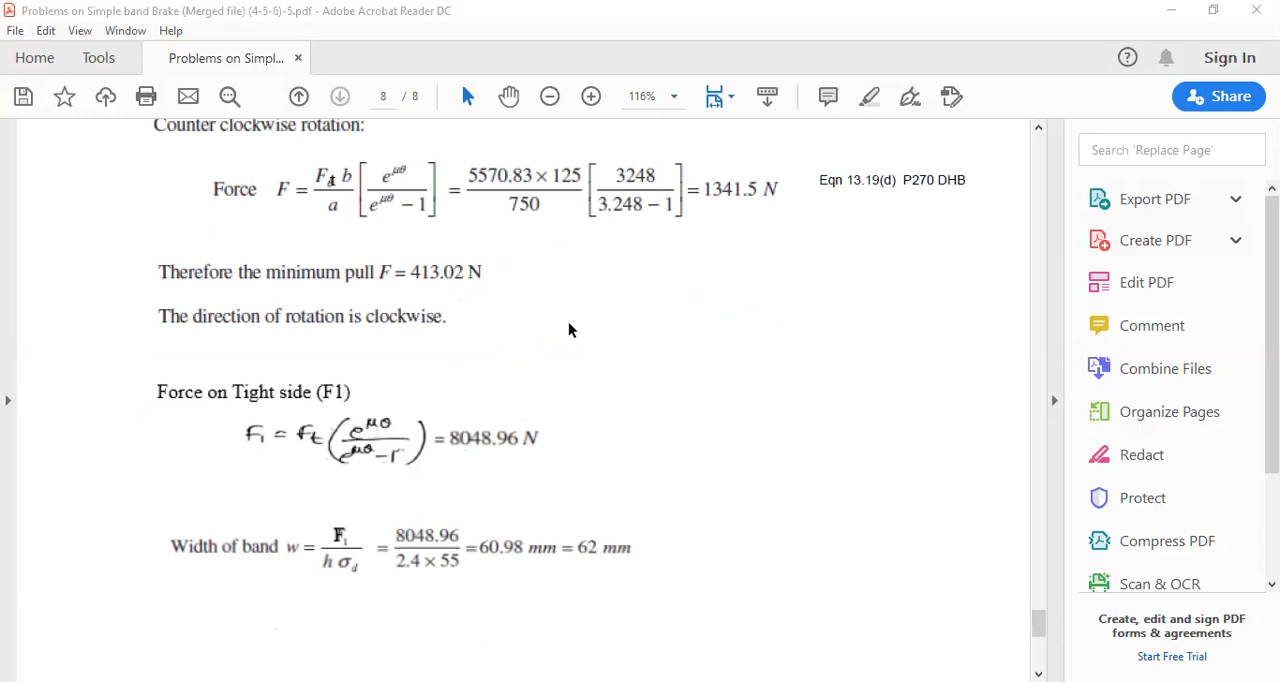 Problems on Simple band Brake (Merged file) (4-5-6)-5.pdf - Adobe Acrobat Reader DC
File Edit View Window Help
Home Tools Problems on Simpl... × Sign In
8 / 8 116% Share
Counter clockwise rotation:
Force F = Ft b / a [ e^μθ / e^μθ − 1 ] = 5570.83 × 125 / 750 [ 3248 / 3.248 − 1 ] = 1341.5 N Eqn 13.19(d) P270 DHB
Therefore the minimum pull F = 413.02 N
The direction of rotation is clockwise.
Force on Tight side (F1)
F1 = Ft ( e^μθ / e^μθ − 1 ) = 8048.96 N
Width of band w = F1 / h σd = 8048.96 / 2.4 × 55 = 60.98 mm = 62 mm
Search 'Replace Page'
Export PDF
Create PDF
Edit PDF
Comment
Combine Files
Organize Pages
Redact
Protect
Compress PDF
Scan & OCR
Convert, edit and sign PDF
forms & agreements
Start Free Trial